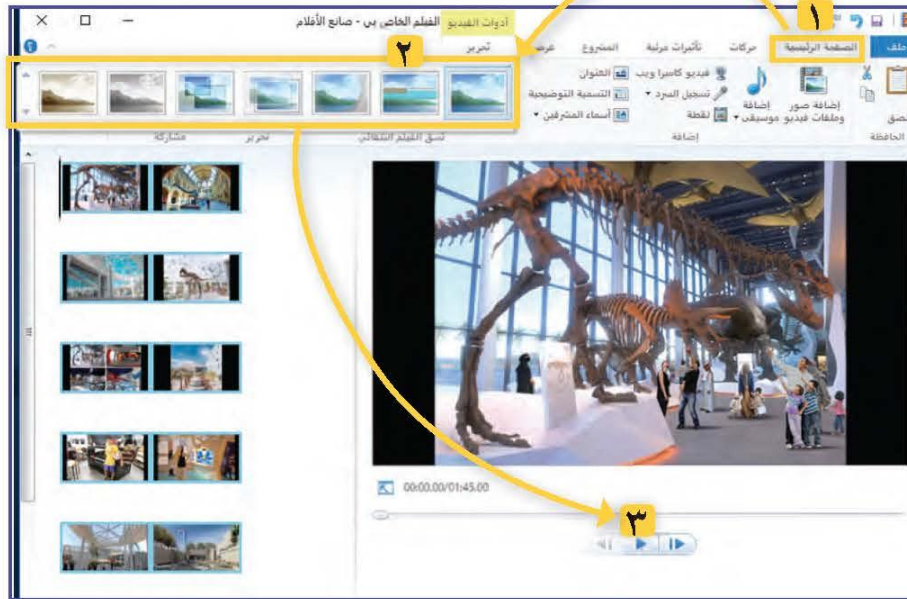 أدوات الفيديو الفيلم الخاص بي - صانع الأفلام
١
ملف الصفحة الرئيسية حركات تأثيرات مرئية المشروع عرض تحرير
٢
لصق
إضافة صور وملفات فيديو
إضافة موسيقى
فيديو كاميرا ويب
تسجيل السرد
لقطة
العنوان
التسمية التوضيحية
أسماء المشرفين
الحافظة إضافة نسق الفيلم التلقائي تحرير مشاركة
00:00.00/01:45.00
٣